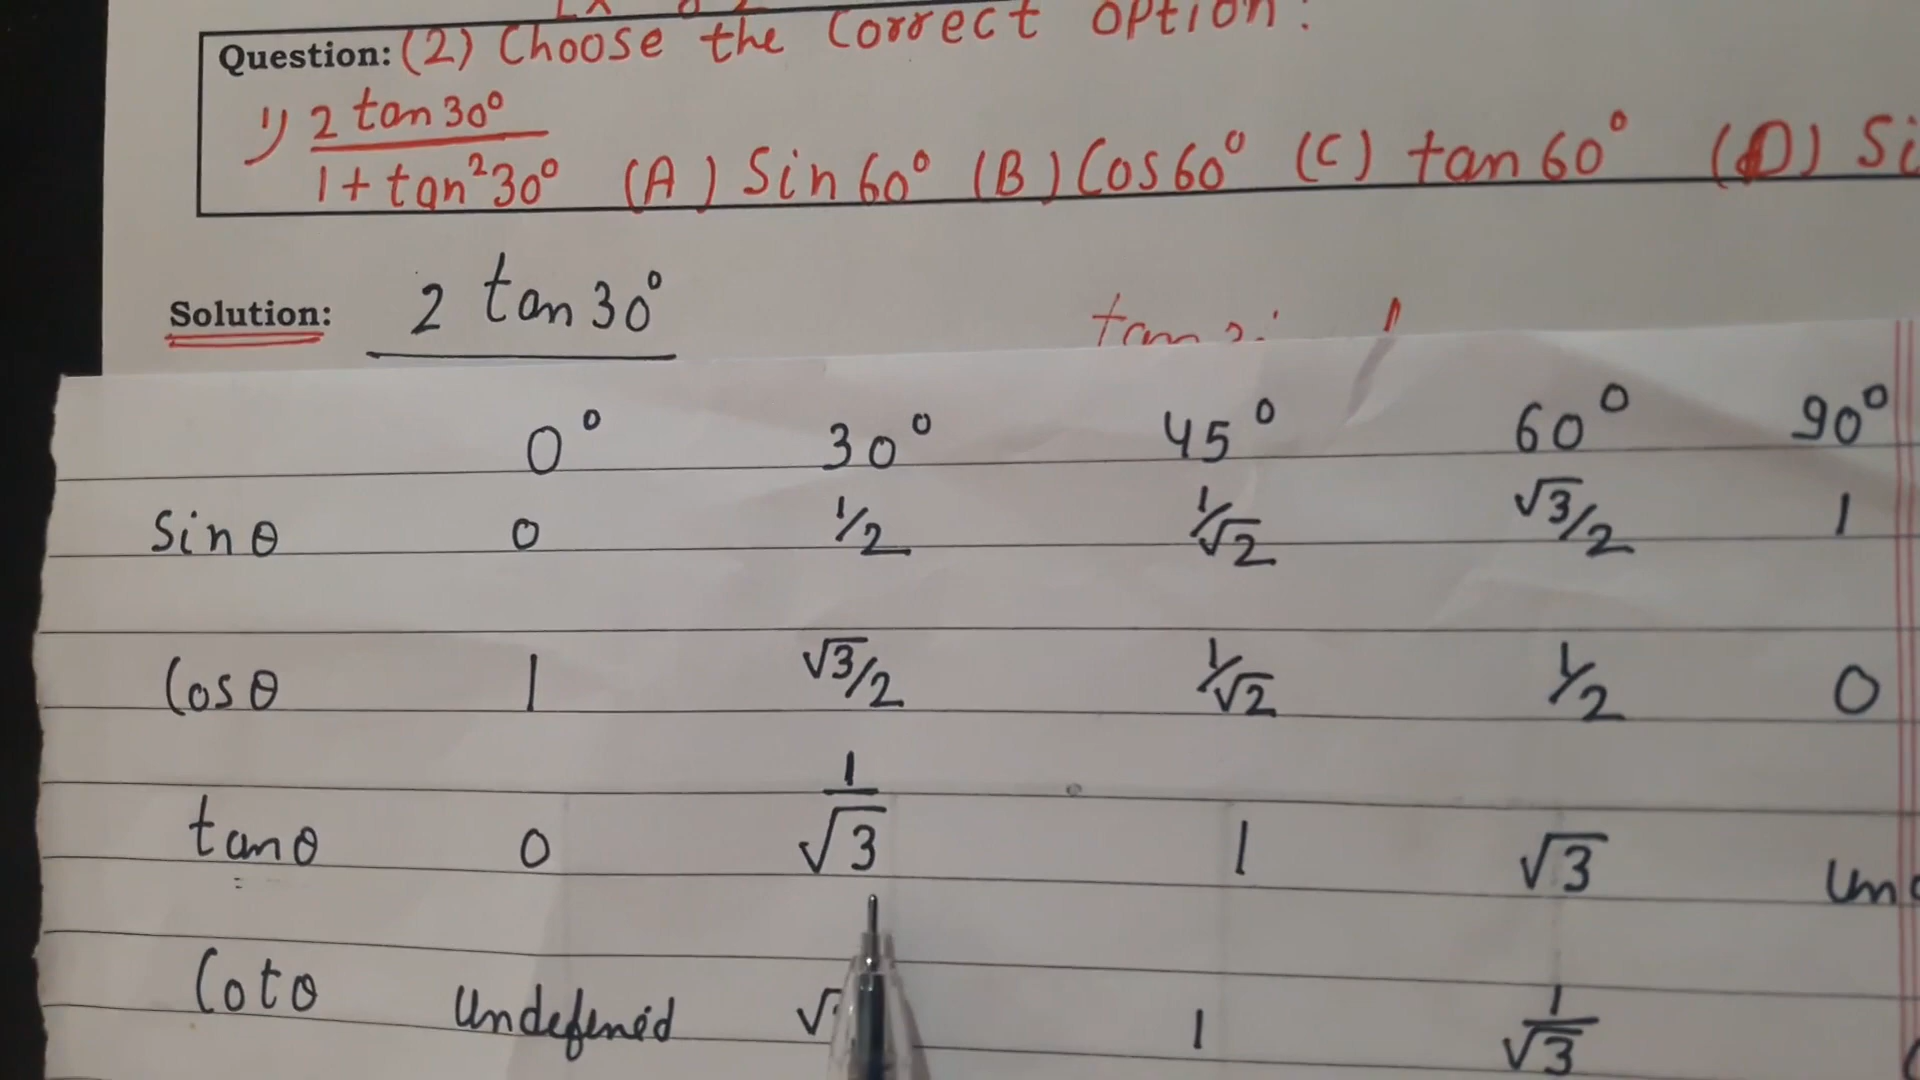 Question: (2) Choose the Correct option:
1) 2 tan 30° / 1 + tan²30° (A) Sin 60° (B) Cos 60° (C) tan 60° (D) Si
Solution: 2 tan 30°
0° 30° 45° 60° 90°
Sin θ 0 1/2 1/√2 √3/2 1
Cos θ 1 √3/2 1/√2 1/2 0
tan θ 0 1/√3 1 √3
Cot θ Undefened √ 1 1/√3